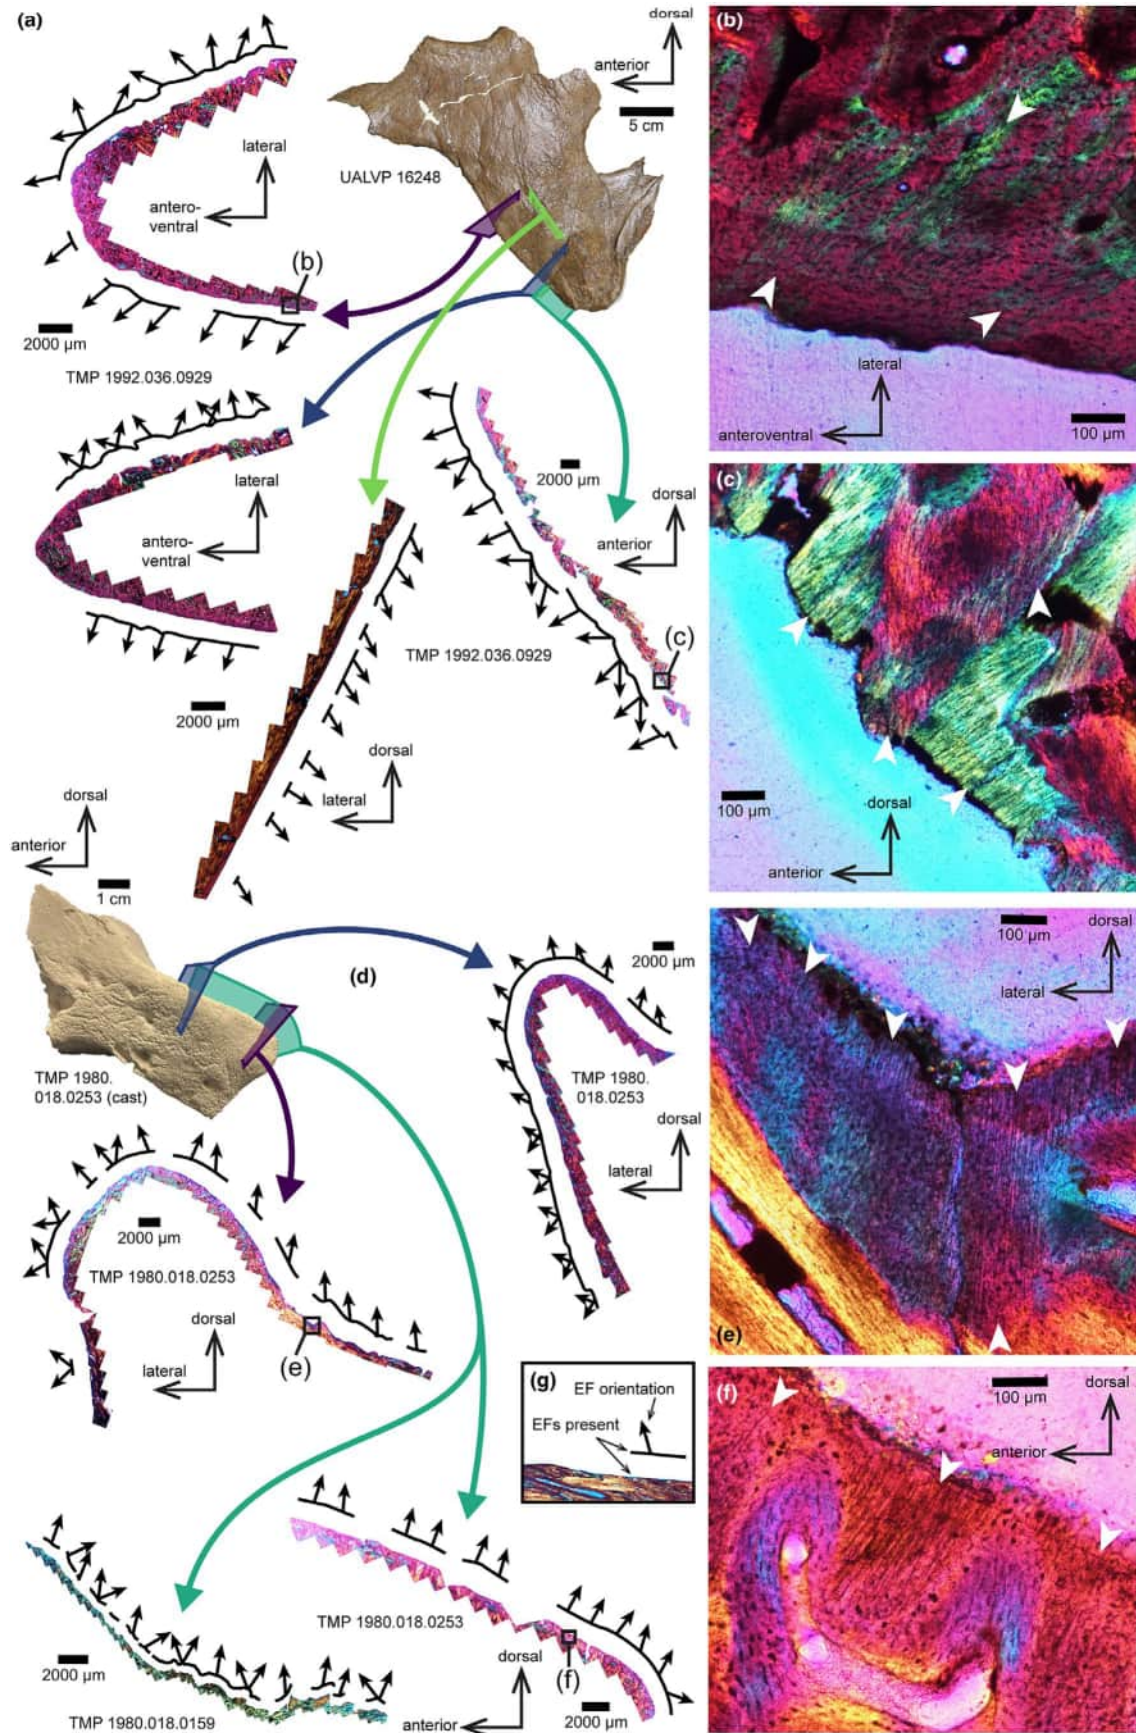 (a)
dorsal
anterior
5 cm
lateral
antero-
ventral
UALVP 16248
(b)
2000 µm
TMP 1992.036.0929
lateral
antero-
ventral
2000 µm
dorsal
anterior
2000 µm
TMP 1992.036.0929
(c)
dorsal
lateral
dorsal
anterior
1 cm
TMP 1980.
018.0253 (cast)
(d)
2000 µm
TMP 1980.
018.0253
dorsal
lateral
2000 µm
TMP 1980.018.0253
dorsal
lateral
(e)
(g)
EF orientation
EFs present
2000 µm
TMP 1980.018.0159
TMP 1980.018.0253
dorsal
anterior
(f)
2000 µm
(b)
lateral
anteroventral
100 µm
(c)
100 µm
dorsal
anterior
100 µm
dorsal
lateral
(e)
(f)
100 µm
dorsal
anterior